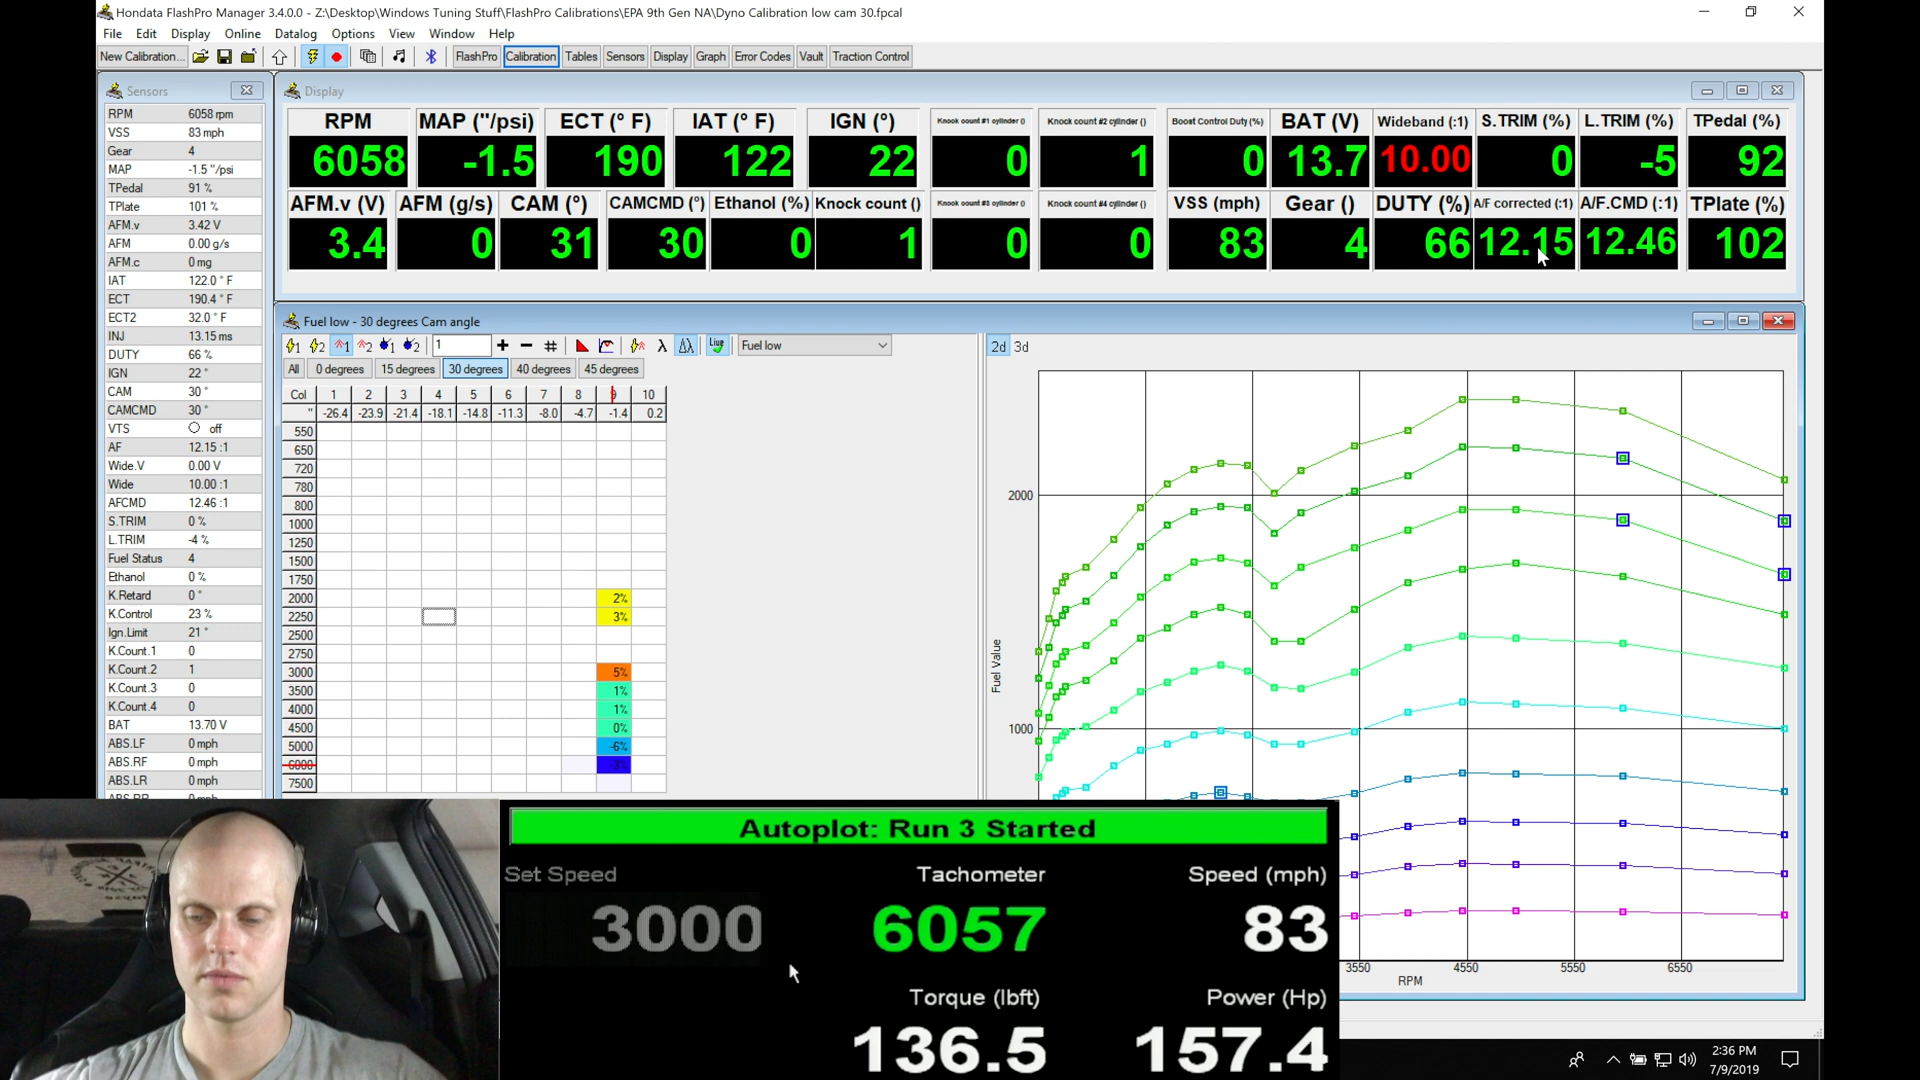 Hondata FlashPro Manager 3.4.0.0 - Z:\Desktop\Windows Tuning Stuff\FlashPro Calibrations\EPA 9th Gen NA\Dyno Calibration low cam 30.fpcal
File Edit Display Online Datalog Options View Window Help
New Calibration... FlashPro Calibration Tables Sensors Display Graph Error Codes Vault Traction Control
Sensors
RPM 6058 rpm
VSS 83 mph
Gear 4
MAP -1.5 "/psi
TPedal 91 %
TPlate 101 %
AFM.v 3.42 V
AFM 0.00 g/s
AFM.c 0 mg
IAT 122.0 ° F
ECT 190.4 ° F
ECT2 32.0 ° F
INJ 13.15 ms
DUTY 66 %
IGN 22 °
CAM 30 °
CAMCMD 30 °
VTS off
AF 12.15 :1
Wide.V 0.00 V
Wide 10.00 :1
AFCMD 12.46 :1
S.TRIM 0 %
L.TRIM -4 %
Fuel Status 4
Ethanol 0 %
K.Retard 0 °
K.Control 23 %
Ign.Limit 21 °
K.Count.1 0
K.Count.2 1
K.Count.3 0
K.Count.4 0
BAT 13.70 V
ABS.LF 0 mph
ABS.RF 0 mph
ABS.LR 0 mph
ABS.RR 0 mph
Display
RPM MAP ("/psi) ECT (° F) IAT (° F) IGN (°) Knock count #1 cylinder () Knock count #2 cylinder () Boost Control Duty (%) BAT (V) Wideband (:1) S.TRIM (%) L.TRIM (%) TPedal (%)
6058 -1.5 190 122 22 0 1 0 13.7 10.00 0 -5 92
AFM.v (V) AFM (g/s) CAM (°) CAMCMD (°) Ethanol (%) Knock count () Knock count #3 cylinder () Knock count #4 cylinder () VSS (mph) Gear () DUTY (%) A/F corrected (:1) A/F.CMD (:1) TPlate (%)
3.4 0 31 30 0 1 0 0 83 4 66 12.15 12.46 102
Fuel low - 30 degrees Cam angle
1 2 1 2 1 2 1 + - # λ Δλ Live Fuel low
All 0 degrees 15 degrees 30 degrees 40 degrees 45 degrees
Col 1 2 3 4 5 6 7 8 9 10
" -26.4 -23.9 -21.4 -18.1 -14.8 -11.3 -8.0 -4.7 -1.4 0.2
550
650
720
780
800
1000
1250
1500
1750
2000 2%
2250 3%
2500
2750
3000 5%
3500 1%
4000 1%
4500 0%
5000 -6%
6000 -3%
7500
2d 3d
2000
1000
Fuel Value
3550 4550 5550 6550
RPM
Autoplot: Run 3 Started
Set Speed Tachometer Speed (mph)
3000 6057 83
Torque (lbft) Power (Hp)
136.5 157.4
2:36 PM
7/9/2019